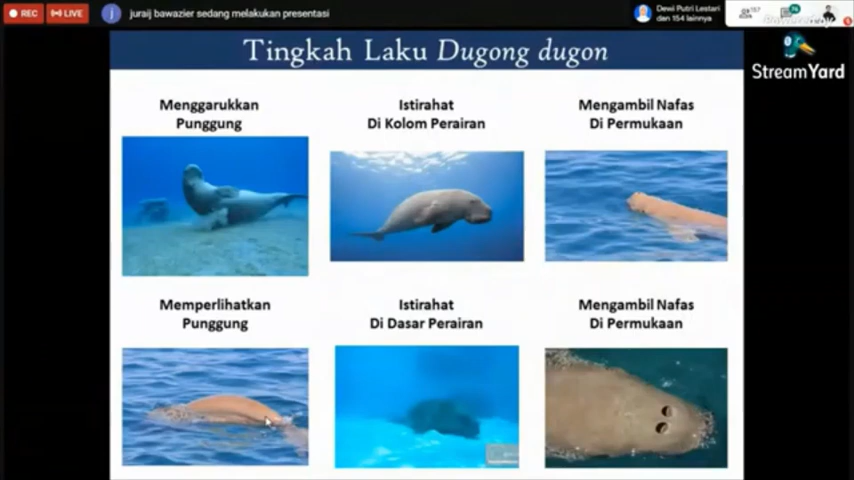 REC
LIVE
j
juraij bawazier sedang melakukan presentasi
Dewi Putri Lestari
dan 154 lainnya
157
74
StreamYard
Tingkah Laku Dugong dugon
Menggarukkan
Punggung
Istirahat
Di Kolom Perairan
Mengambil Nafas
Di Permukaan
Memperlihatkan
Punggung
Istirahat
Di Dasar Perairan
Mengambil Nafas
Di Permukaan